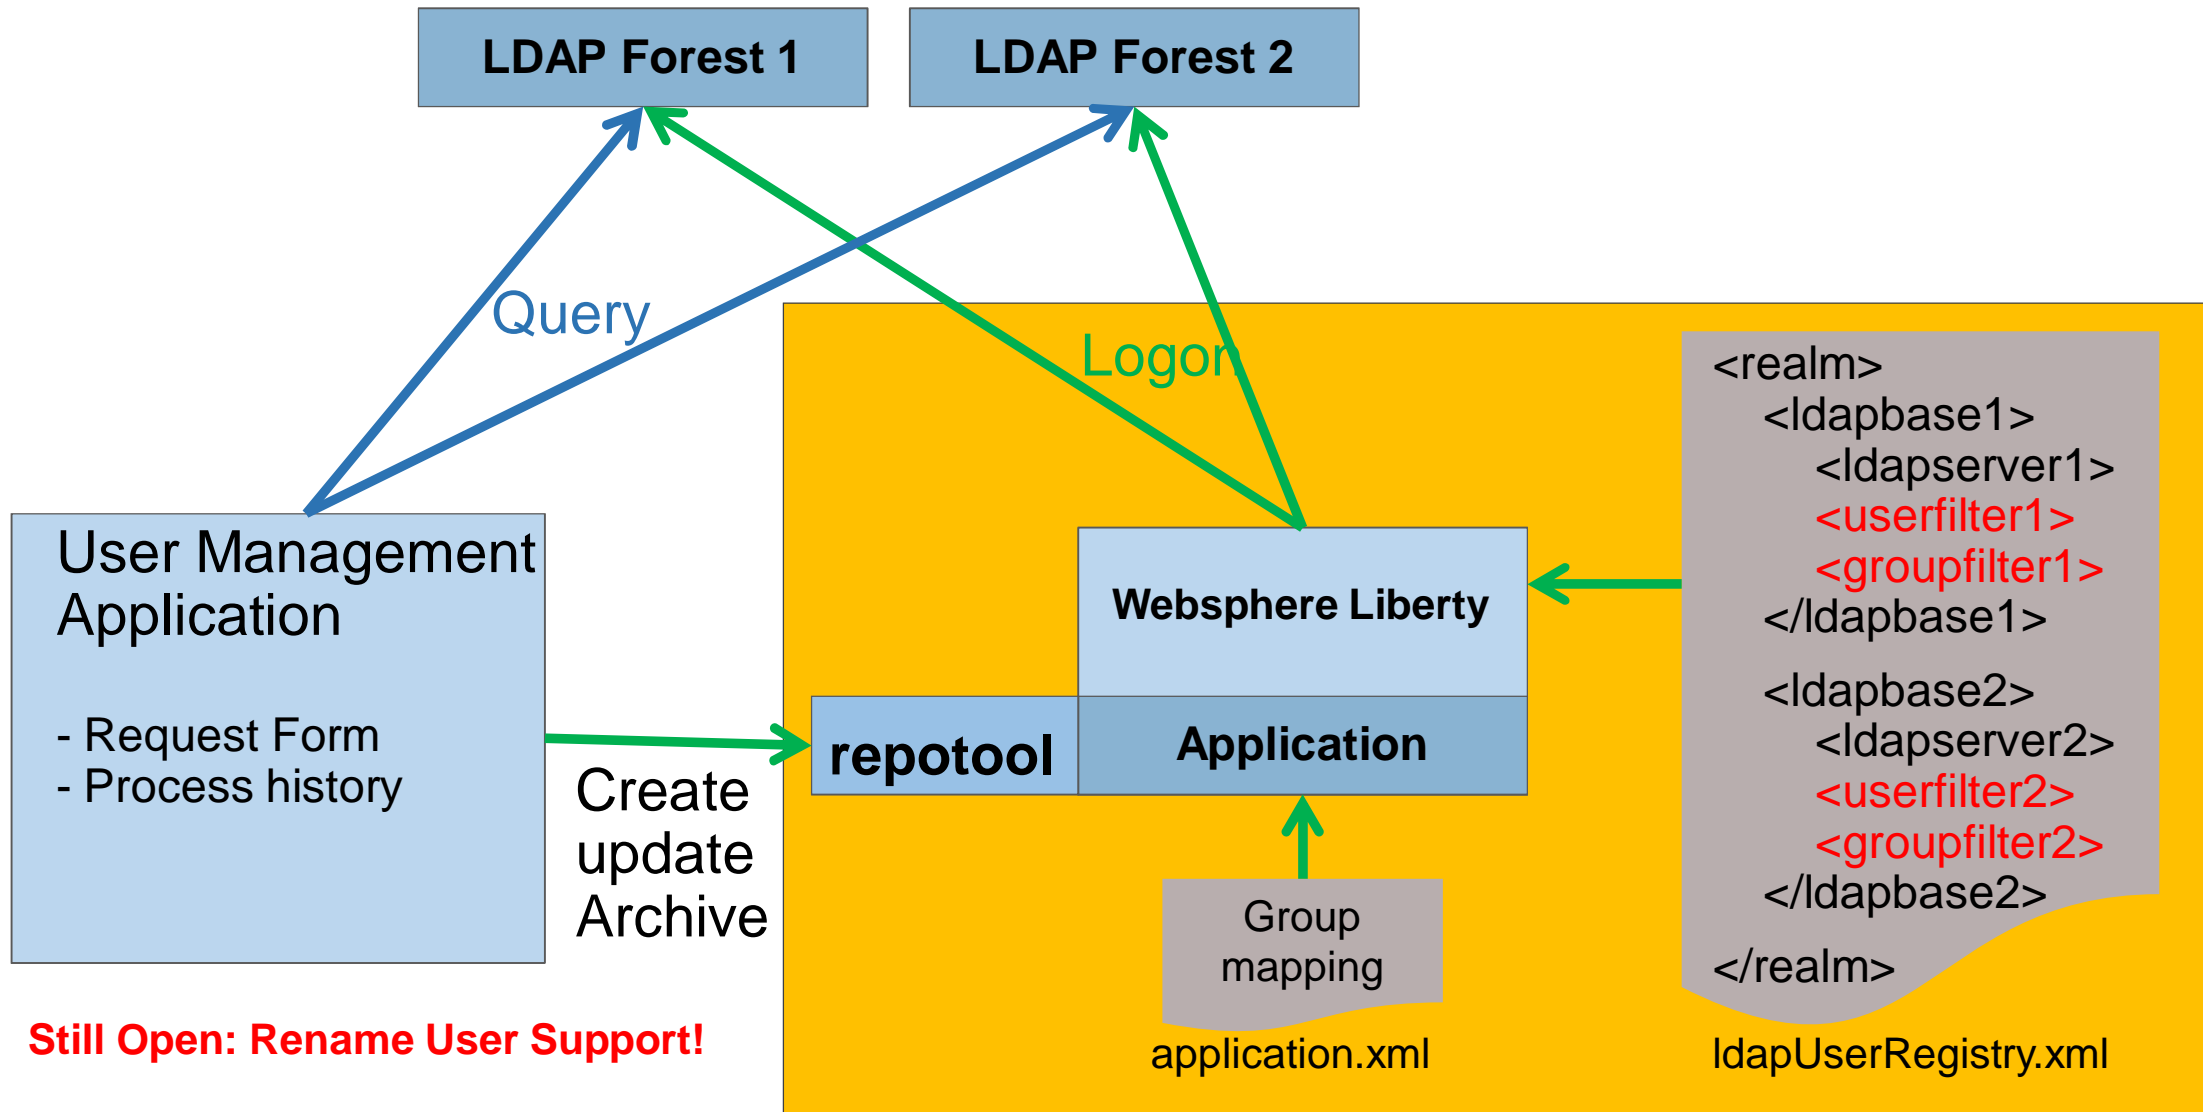 LDAP Forest 1
LDAP Forest 2
Query
Logon
User Management
Application
- Request Form
- Process history
Create
update
Archive
repotool
Websphere Liberty
Application
Group
mapping
application.xml
<realm>
<ldapbase1>
<ldapserver1>
<userfilter1>
<groupfilter1>
</ldapbase1>
<ldapbase2>
<ldapserver2>
<userfilter2>
<groupfilter2>
</ldapbase2>
</realm>
ldapUserRegistry.xml
Still Open: Rename User Support!